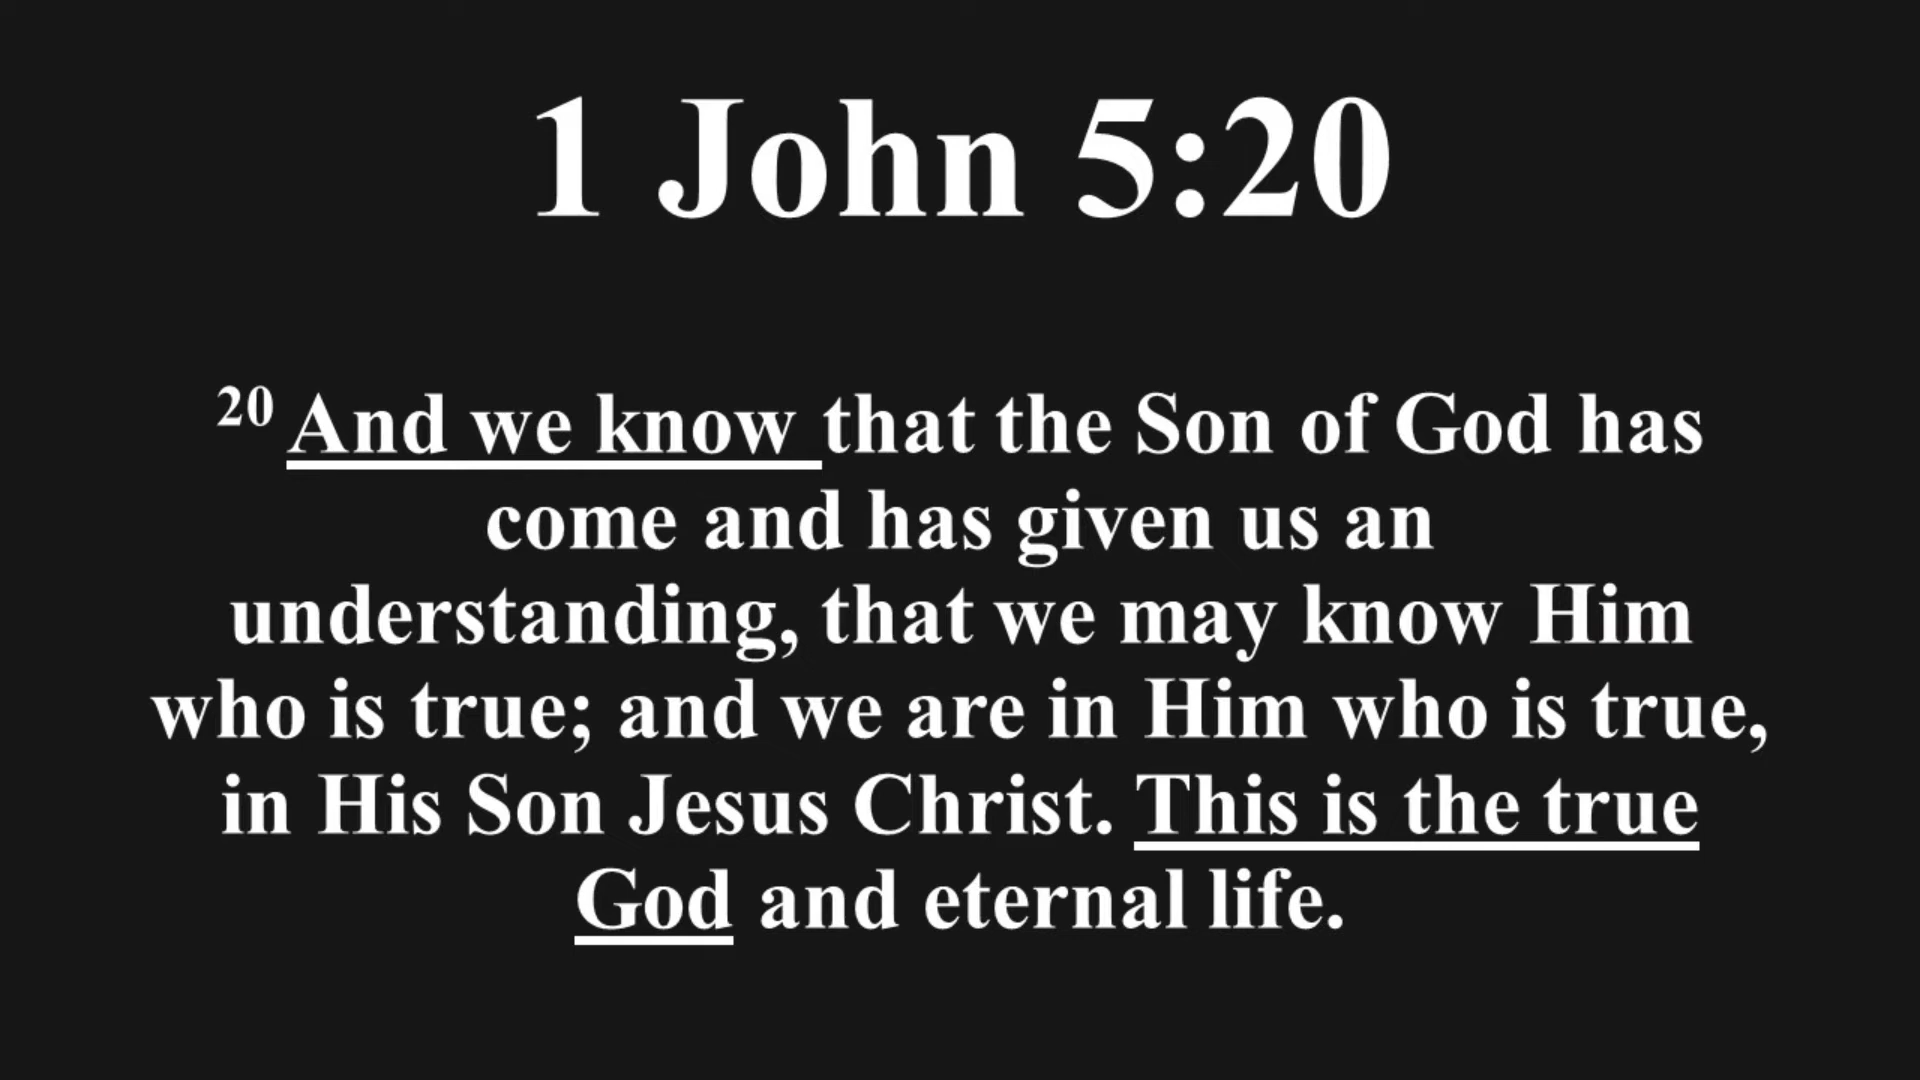 1 John 5:20
20 And we know that the Son of God has
come and has given us an
understanding, that we may know Him
who is true; and we are in Him who is true,
in His Son Jesus Christ. This is the true
God and eternal life.